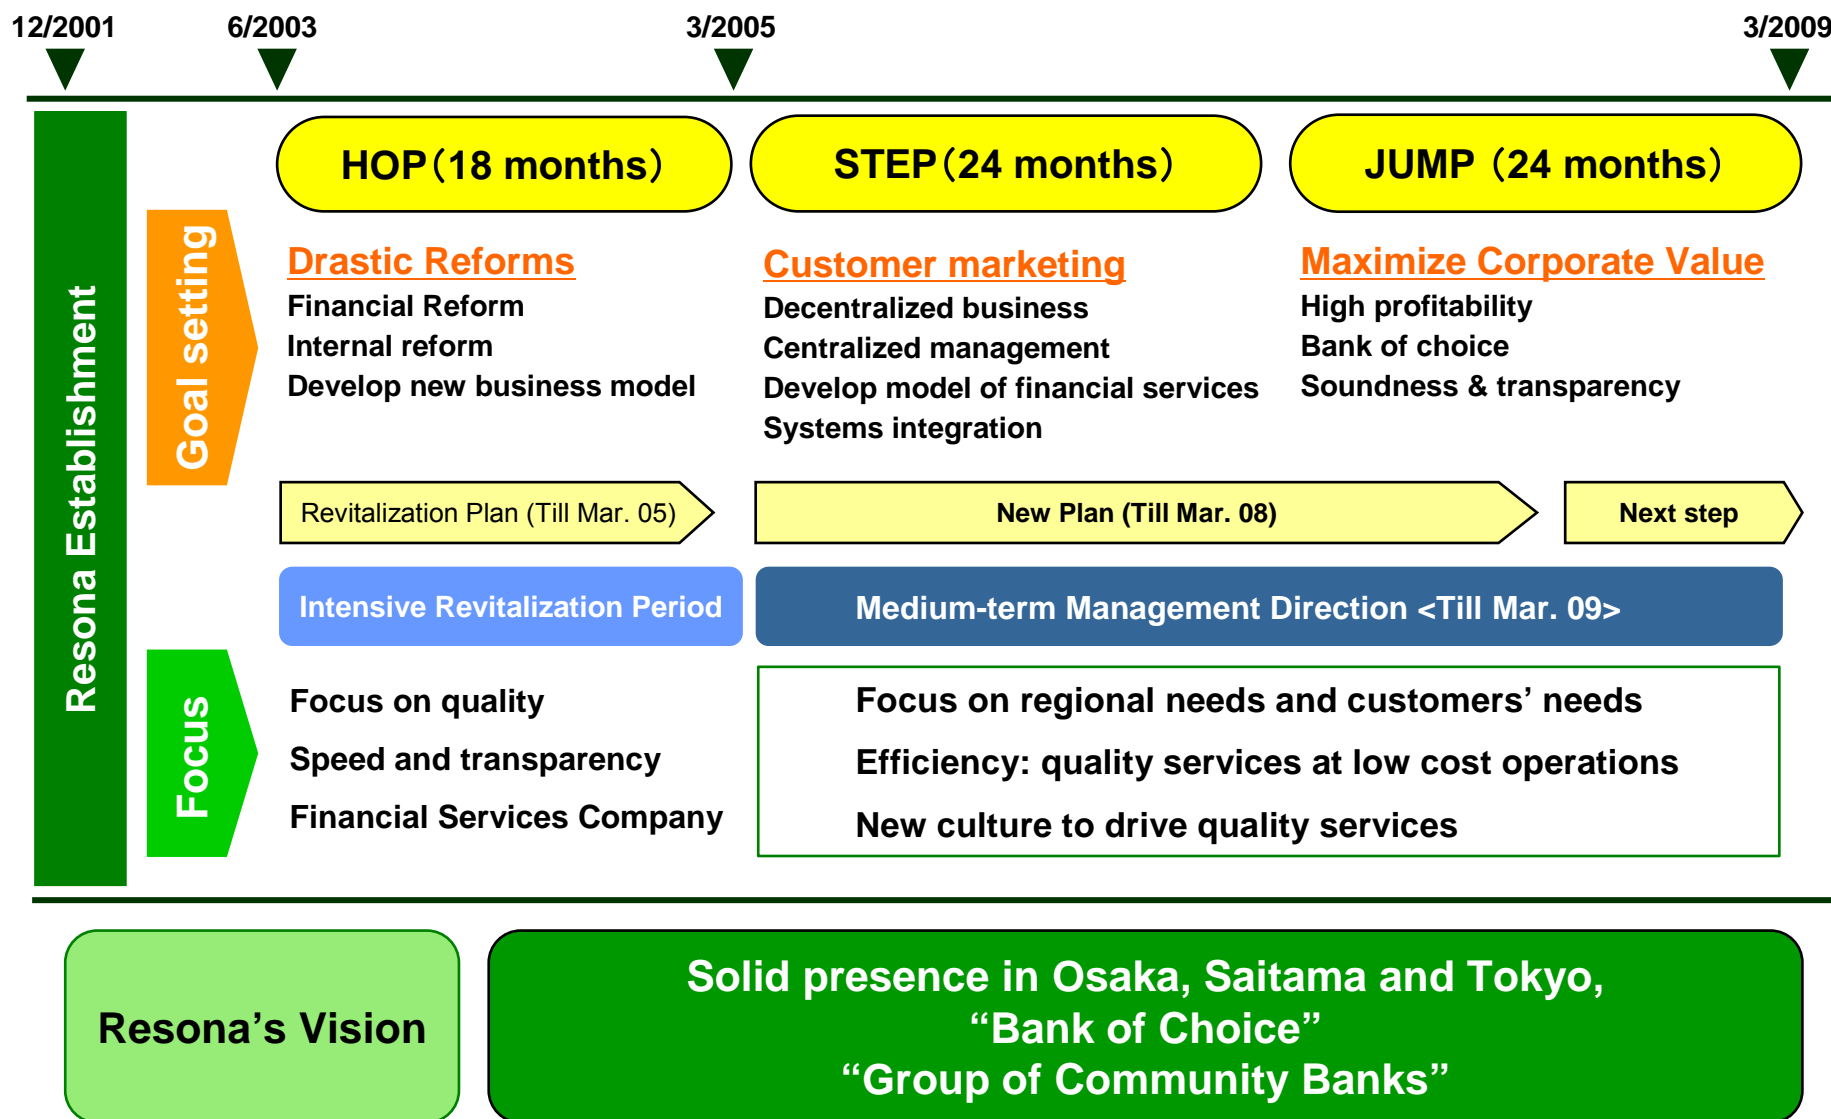 12/2001
6/2003
3/2005
3/2009
Resona Establishment
HOP（18 months）
STEP（24 months）
JUMP （24 months）
Goal setting
Drastic Reforms
Financial Reform
Internal reform
Develop new business model
Customer marketing
Decentralized business
Centralized management
Develop model of financial services
Systems integration
Maximize Corporate Value
High profitability
Bank of choice
Soundness & transparency
Revitalization Plan (Till Mar. 05)
New Plan (Till Mar. 08)
Next step
Intensive Revitalization Period
Medium-term Management Direction <Till Mar. 09>
Focus
Focus on quality
Speed and transparency
Financial Services Company
Focus on regional needs and customers’ needs
Efficiency: quality services at low cost operations
New culture to drive quality services
Resona’s Vision
Solid presence in Osaka, Saitama and Tokyo,
“Bank of Choice”
“Group of Community Banks”